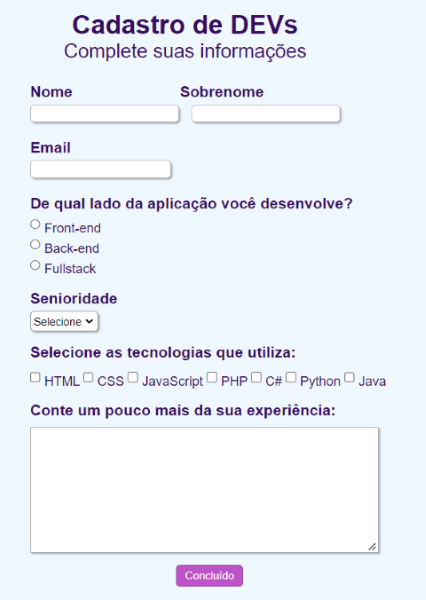 Cadastro de DEVs
Complete suas informações
Nome Sobrenome
Email
De qual lado da aplicação você desenvolve?
Front-end
Back-end
Fullstack
Senioridade
Selecione
Selecione as tecnologias que utiliza:
HTML CSS JavaScript PHP C# Python Java
Conte um pouco mais da sua experiência:
Concluído